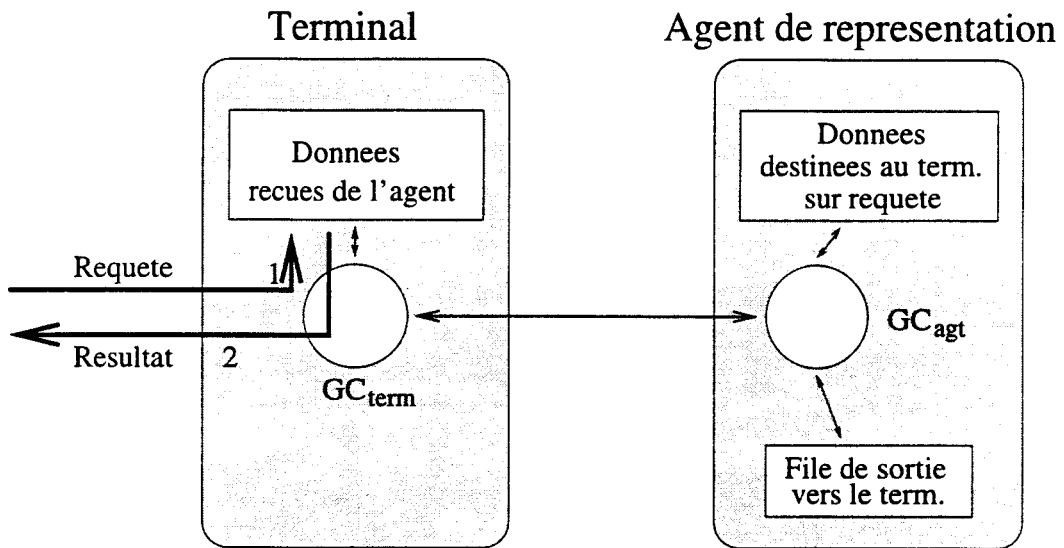 Terminal
Agent de representation
Donnees
recues de l'agent
Donnees
destinees au term.
sur requete
Requete
1
Resultat
2
GCterm
GCagt
File de sortie
vers le term.